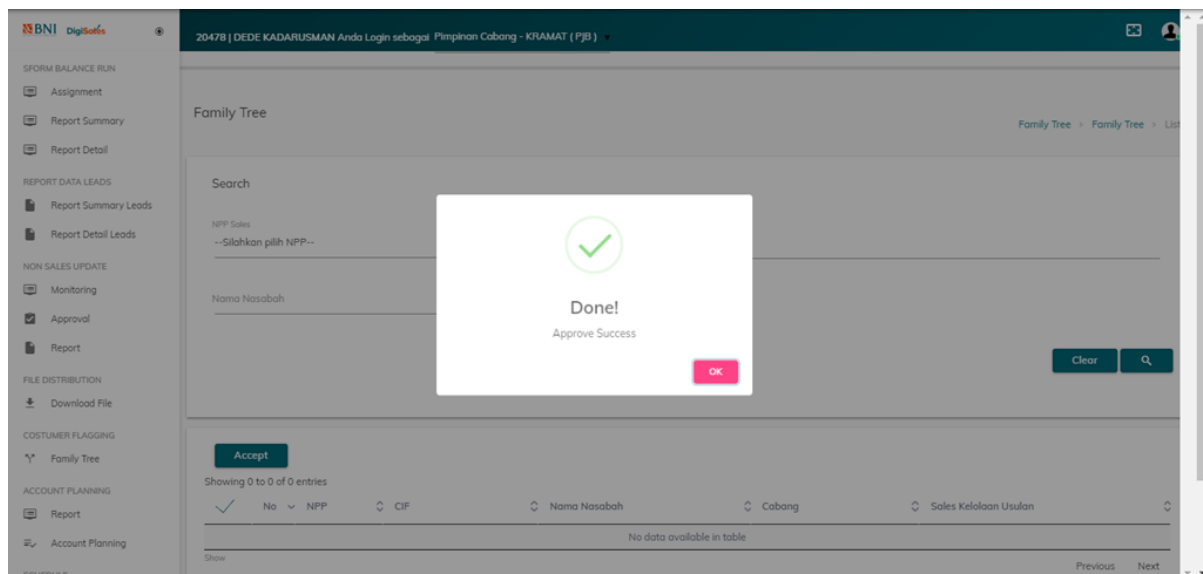 BNI DigiSales
20478 | DEDE KADARUSMAN Anda Login sebagai Pimpinan Cabang - KRAMAT ( PJB )
SFORM BALANCE RUN
Assignment
Report Summary
Report Detail
REPORT DATA LEADS
Report Summary Leads
Report Detail Leads
NON SALES UPDATE
Monitoring
Approval
Report
FILE DISTRIBUTION
Download File
COSTUMER FLAGGING
Family Tree
ACCOUNT PLANNING
Report
Account Planning
Family Tree
Family Tree > Family Tree > List
Search
NPP Sales
--Silahkan pilih NPP--
Nama Nasabah
Done!
Approve Success
OK
Clear
Accept
Showing 0 to 0 of 0 entries
No NPP CIF Nama Nasabah Cabang Sales Kelolaan Usulan
No data available in table
Show
Previous Next